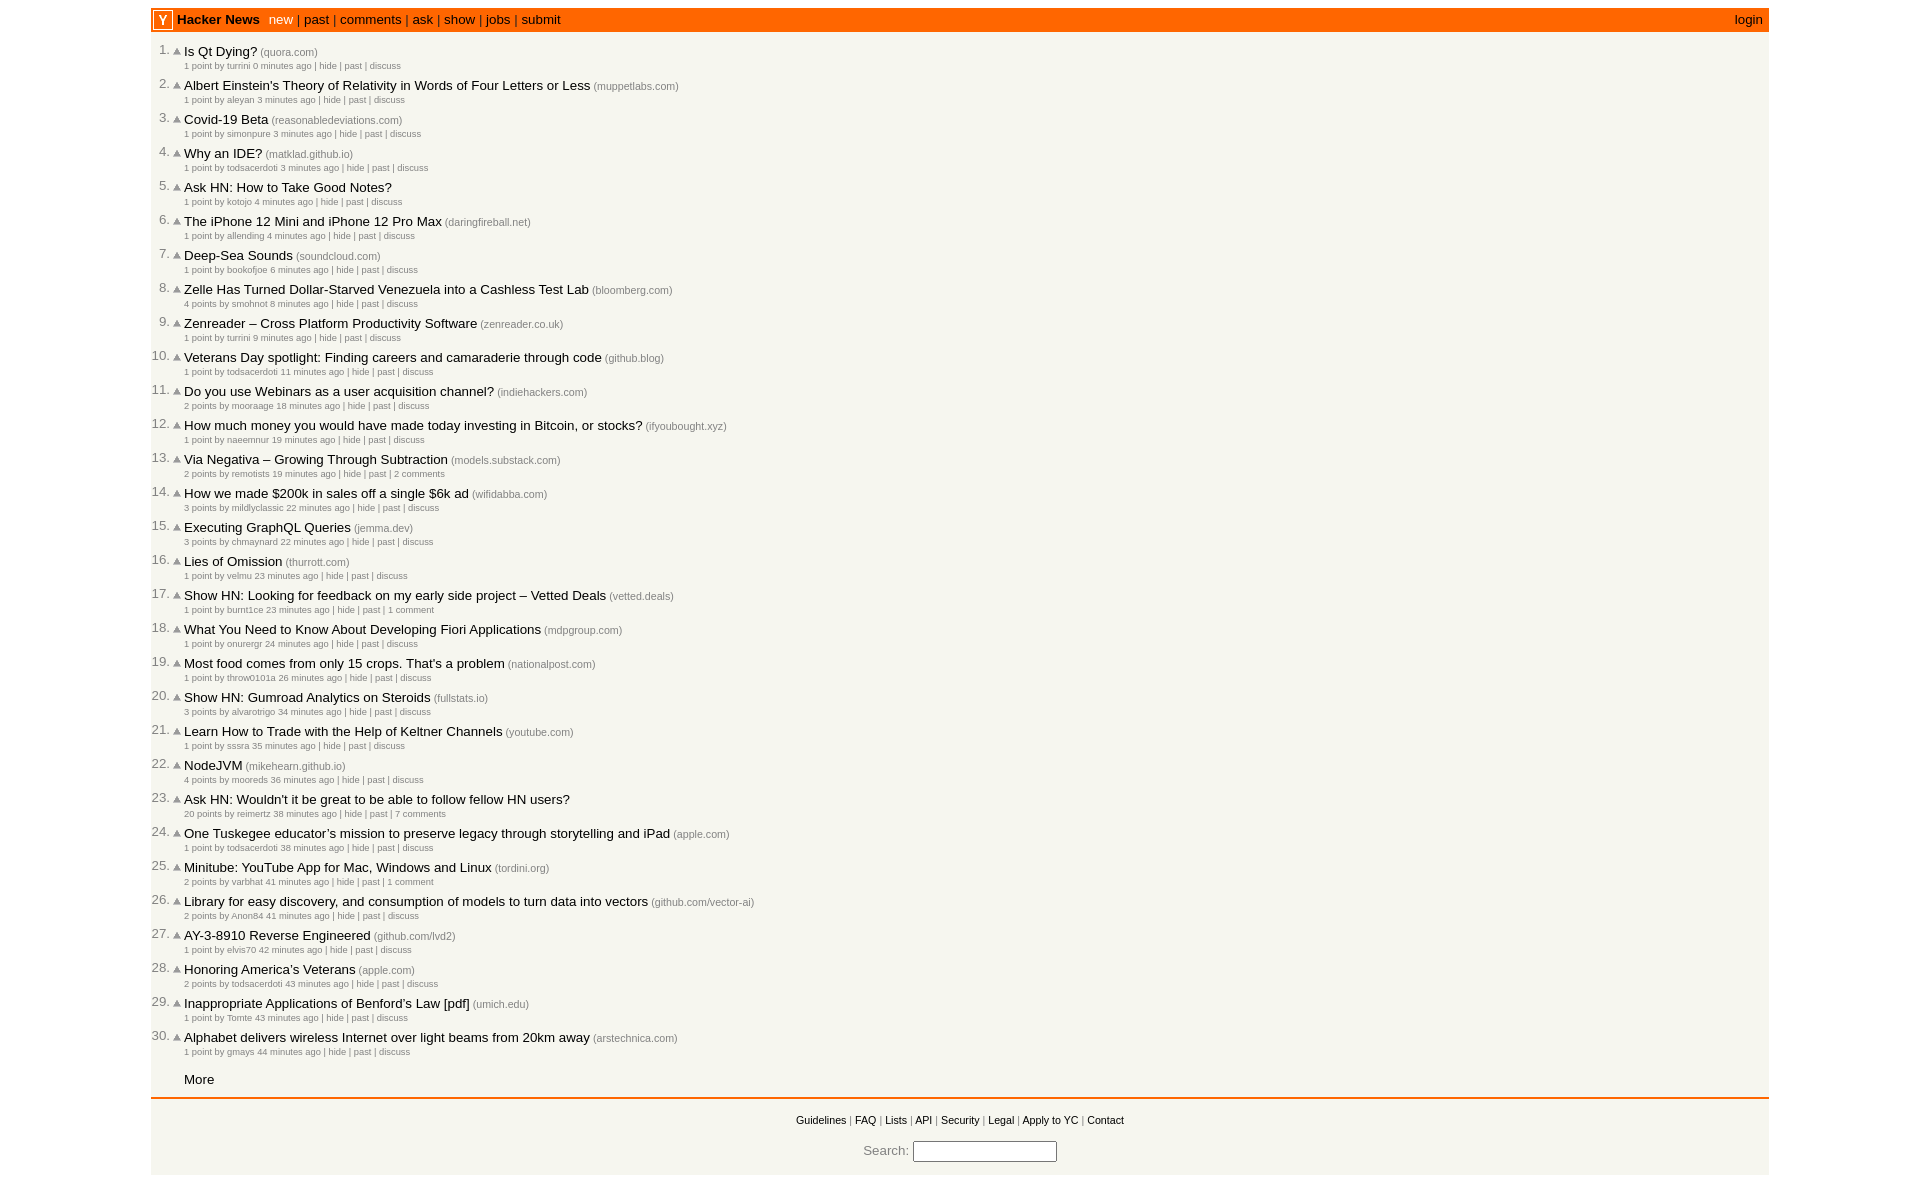 Y Hacker News new | past | comments | ask | show | jobs | submit login
1. Is Qt Dying? (quora.com)
1 point by turrini 0 minutes ago | hide | past | discuss
2. Albert Einstein's Theory of Relativity in Words of Four Letters or Less (muppetlabs.com)
1 point by aleyan 3 minutes ago | hide | past | discuss
3. Covid-19 Beta (reasonabledeviations.com)
1 point by simonpure 3 minutes ago | hide | past | discuss
4. Why an IDE? (matklad.github.io)
1 point by todsacerdoti 3 minutes ago | hide | past | discuss
5. Ask HN: How to Take Good Notes?
1 point by kotojo 4 minutes ago | hide | past | discuss
6. The iPhone 12 Mini and iPhone 12 Pro Max (daringfireball.net)
1 point by allending 4 minutes ago | hide | past | discuss
7. Deep-Sea Sounds (soundcloud.com)
1 point by bookofjoe 6 minutes ago | hide | past | discuss
8. Zelle Has Turned Dollar-Starved Venezuela into a Cashless Test Lab (bloomberg.com)
4 points by smohnot 8 minutes ago | hide | past | discuss
9. Zenreader – Cross Platform Productivity Software (zenreader.co.uk)
1 point by turrini 9 minutes ago | hide | past | discuss
10. Veterans Day spotlight: Finding careers and camaraderie through code (github.blog)
1 point by todsacerdoti 11 minutes ago | hide | past | discuss
11. Do you use Webinars as a user acquisition channel? (indiehackers.com)
2 points by mooraage 18 minutes ago | hide | past | discuss
12. How much money you would have made today investing in Bitcoin, or stocks? (ifyoubought.xyz)
1 point by naeemnur 19 minutes ago | hide | past | discuss
13. Via Negativa – Growing Through Subtraction (models.substack.com)
2 points by remotists 19 minutes ago | hide | past | 2 comments
14. How we made $200k in sales off a single $6k ad (wifidabba.com)
3 points by mildlyclassic 22 minutes ago | hide | past | discuss
15. Executing GraphQL Queries (jemma.dev)
3 points by chmaynard 22 minutes ago | hide | past | discuss
16. Lies of Omission (thurrott.com)
1 point by velmu 23 minutes ago | hide | past | discuss
17. Show HN: Looking for feedback on my early side project – Vetted Deals (vetted.deals)
1 point by burnt1ce 23 minutes ago | hide | past | 1 comment
18. What You Need to Know About Developing Fiori Applications (mdpgroup.com)
1 point by onurergr 24 minutes ago | hide | past | discuss
19. Most food comes from only 15 crops. That's a problem (nationalpost.com)
1 point by throw0101a 26 minutes ago | hide | past | discuss
20. Show HN: Gumroad Analytics on Steroids (fullstats.io)
3 points by alvarotrigo 34 minutes ago | hide | past | discuss
21. Learn How to Trade with the Help of Keltner Channels (youtube.com)
1 point by sssra 35 minutes ago | hide | past | discuss
22. NodeJVM (mikehearn.github.io)
4 points by mooreds 36 minutes ago | hide | past | discuss
23. Ask HN: Wouldn't it be great to be able to follow fellow HN users?
20 points by reimertz 38 minutes ago | hide | past | 7 comments
24. One Tuskegee educator’s mission to preserve legacy through storytelling and iPad (apple.com)
1 point by todsacerdoti 38 minutes ago | hide | past | discuss
25. Minitube: YouTube App for Mac, Windows and Linux (tordini.org)
2 points by varbhat 41 minutes ago | hide | past | 1 comment
26. Library for easy discovery, and consumption of models to turn data into vectors (github.com/vector-ai)
2 points by Anon84 41 minutes ago | hide | past | discuss
27. AY-3-8910 Reverse Engineered (github.com/lvd2)
1 point by elvis70 42 minutes ago | hide | past | discuss
28. Honoring America’s Veterans (apple.com)
2 points by todsacerdoti 43 minutes ago | hide | past | discuss
29. Inappropriate Applications of Benford’s Law [pdf] (umich.edu)
1 point by Tomte 43 minutes ago | hide | past | discuss
30. Alphabet delivers wireless Internet over light beams from 20km away (arstechnica.com)
1 point by gmays 44 minutes ago | hide | past | discuss
More
Guidelines | FAQ | Lists | API | Security | Legal | Apply to YC | Contact
Search: